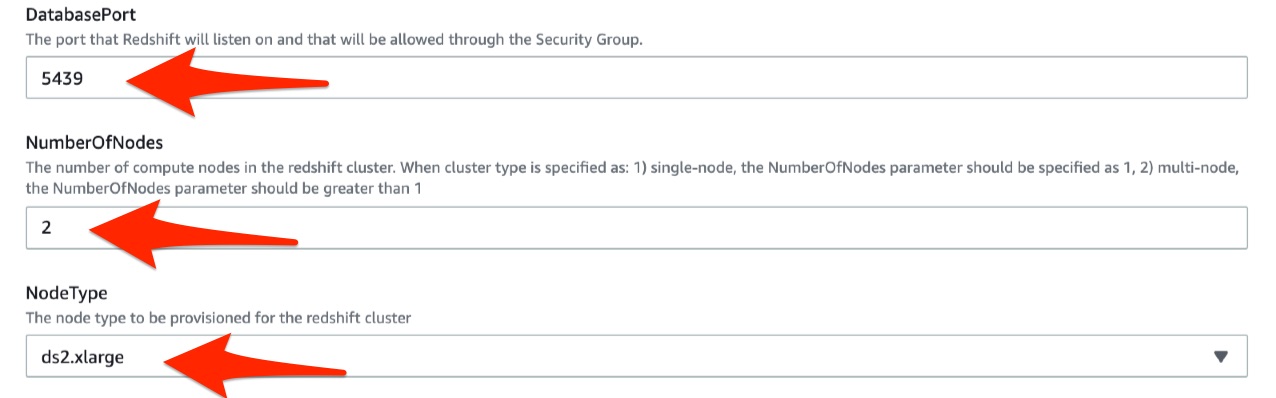 DatabasePort
The port that Redshift will listen on and that will be allowed through the Security Group.
5439
NumberOfNodes
The number of compute nodes in the redshift cluster. When cluster type is specified as: 1) single-node, the NumberOfNodes parameter should be specified as 1, 2) multi-node,
the NumberOfNodes parameter should be greater than 1
2
NodeType
The node type to be provisioned for the redshift cluster
ds2.xlarge